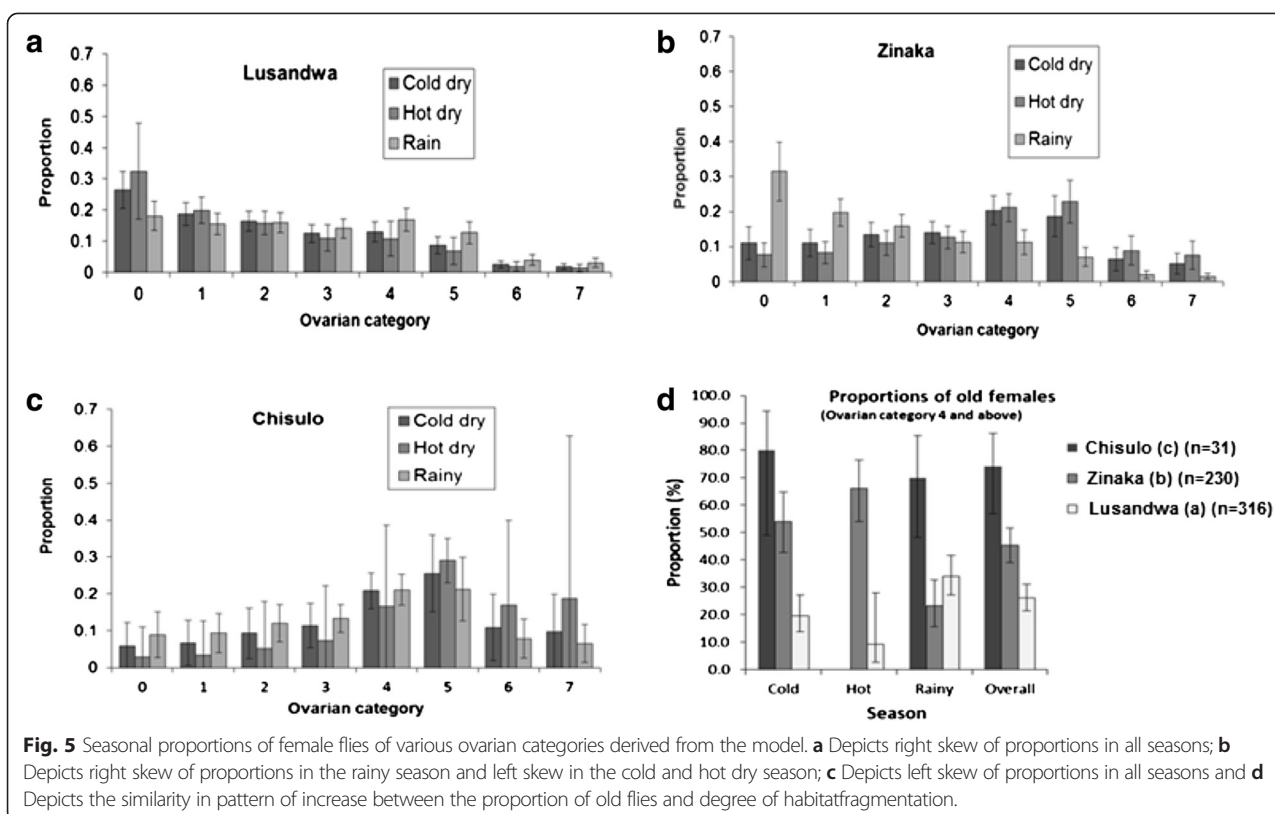 a
Lusandwa
Cold dry
Hot dry
Rain
Proportion
0.7
0.6
0.5
0.4
0.3
0.2
0.1
0
0 1 2 3 4 5 6 7
Ovarian category
b
Zinaka
Cold dry
Hot dry
Rainy
Proportion
0.7
0.6
0.5
0.4
0.3
0.2
0.1
0
0 1 2 3 4 5 6 7
Ovarian category
c
Chisulo
Cold dry
Hot dry
Rainy
Proportion
0.7
0.6
0.5
0.4
0.3
0.2
0.1
0
0 1 2 3 4 5 6 7
Ovarian category
d
Proportions of old females
(Ovarian category 4 and above)
Chisulo (c) (n=31)
Zinaka (b) (n=230)
Lusandwa (a) (n=316)
Proportion (%)
100.0
90.0
80.0
70.0
60.0
50.0
40.0
30.0
20.0
10.0
0.0
Cold Hot Rainy Overall
Season
Fig. 5 Seasonal proportions of female flies of various ovarian categories derived from the model. a Depicts right skew of proportions in all seasons; b
Depicts right skew of proportions in the rainy season and left skew in the cold and hot dry season; c Depicts left skew of proportions in all seasons and d
Depicts the similarity in pattern of increase between the proportion of old flies and degree of habitatfragmentation.